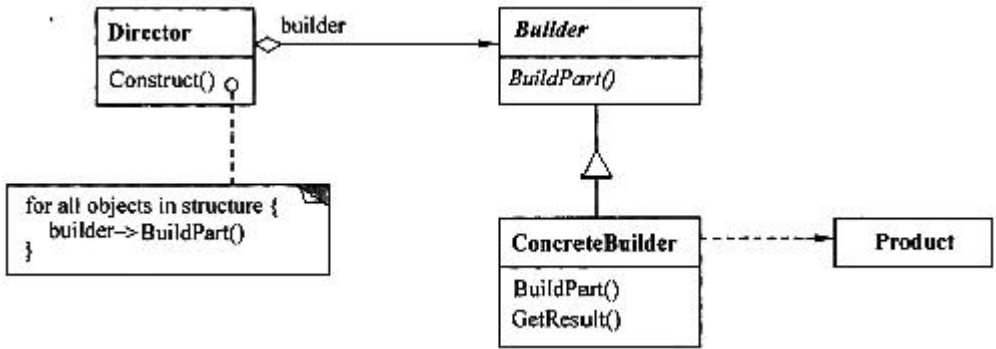 Director
builder
Builder
Construct()
BuildPart()
for all objects in structure {
builder->BuildPart()
}
ConcreteBuilder
Product
BuildPart()
GetResult()